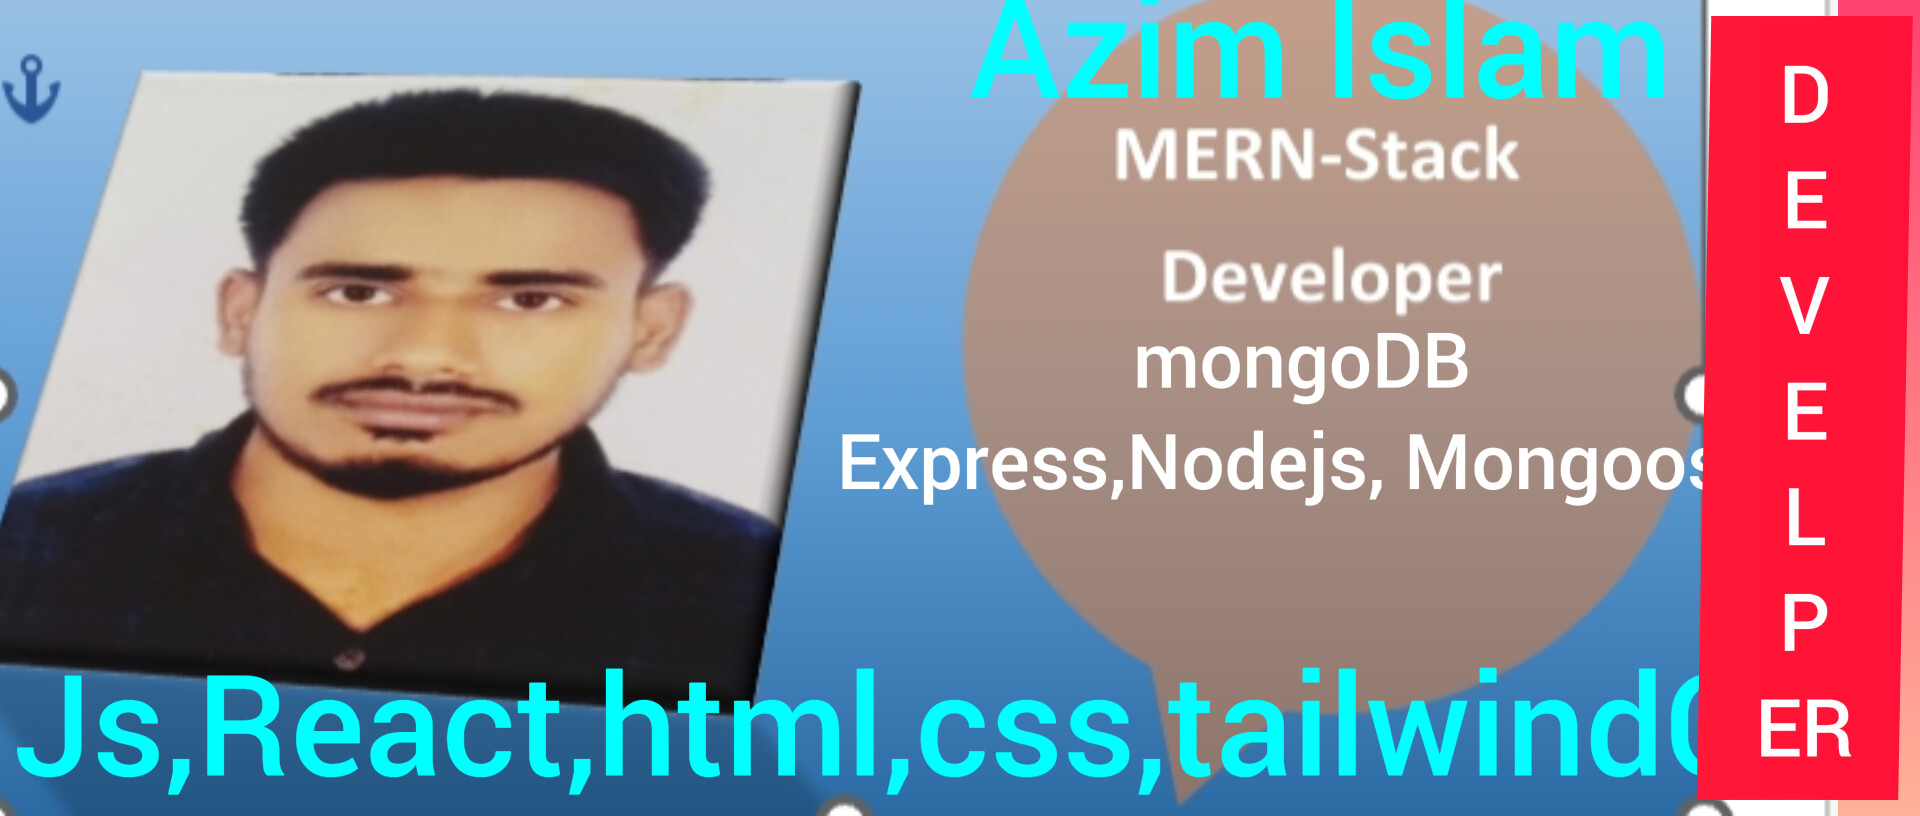 Azim Islam
MERN-Stack
Developer
mongoDB
Express,Nodejs, Mongoos
Js,React,html,css,tailwind
D
E
V
E
L
P
ER